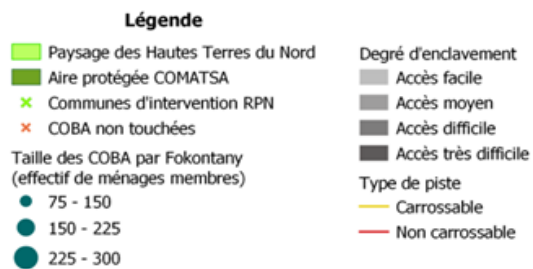 Légende
Paysage des Hautes Terres du Nord
Aire protégée COMATSA
Communes d'intervention RPN
COBA non touchées
Taille des COBA par Fokontany
(effectif de ménages membres)
75 - 150
150 - 225
225 - 300
Degré d'enclavement
Accès facile
Accès moyen
Accès difficile
Accès très difficile
Type de piste
Carrossable
Non carrossable